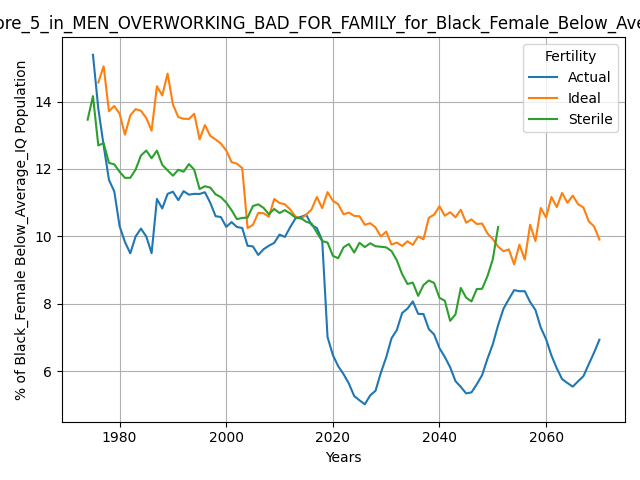 ore_5_in_MEN_OVERWORKING_BAD_FOR_FAMILY_for_Black_Female_Below_Ave
% of Black_Female Below_Average_IQ Population
14
12
10
8
6
1980
2000
2020
2040
2060
Years
Fertility
Actual
Ideal
Sterile